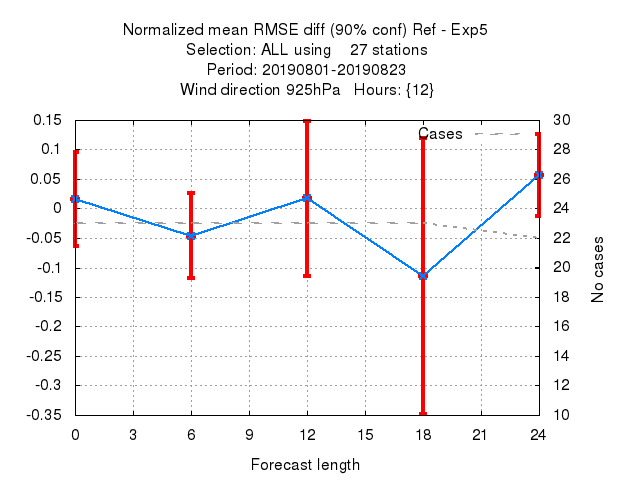 Normalized mean RMSE diff (90% conf) Ref - Exp5
Selection: ALL using 27 stations
Period: 20190801-20190823
Wind direction 925hPa Hours: {12}
Cases
0.15
0.1
0.05
0
-0.05
-0.1
-0.15
-0.2
-0.25
-0.3
-0.35
30
28
26
24
22
20
18
16
14
12
10
No cases
0 3 6 9 12 15 18 21 24
Forecast length